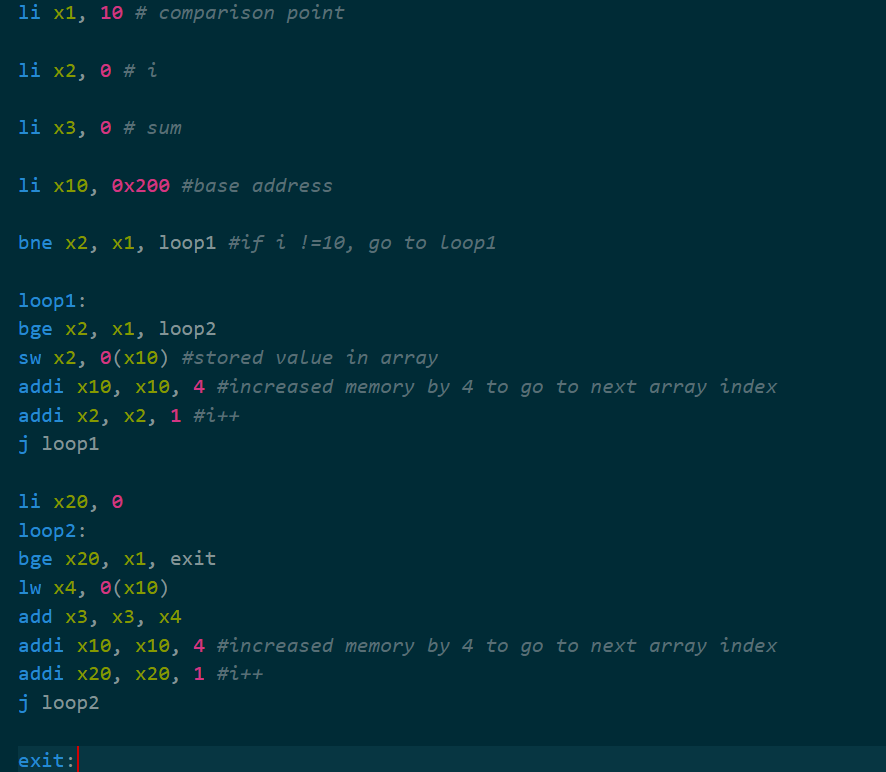 li x1, 10 # comparison point
li x2, 0 # i
li x3, 0 # sum
li x10, 0x200 #base address
bne x2, x1, loop1 #if i !=10, go to loop1
loop1:
bge x2, x1, loop2
sw x2, 0(x10) #stored value in array
addi x10, x10, 4 #increased memory by 4 to go to next array index
addi x2, x2, 1 #i++
j loop1
li x20, 0
loop2:
bge x20, x1, exit
lw x4, 0(x10)
add x3, x3, x4
addi x10, x10, 4 #increased memory by 4 to go to next array index
addi x20, x20, 1 #i++
j loop2
exit: